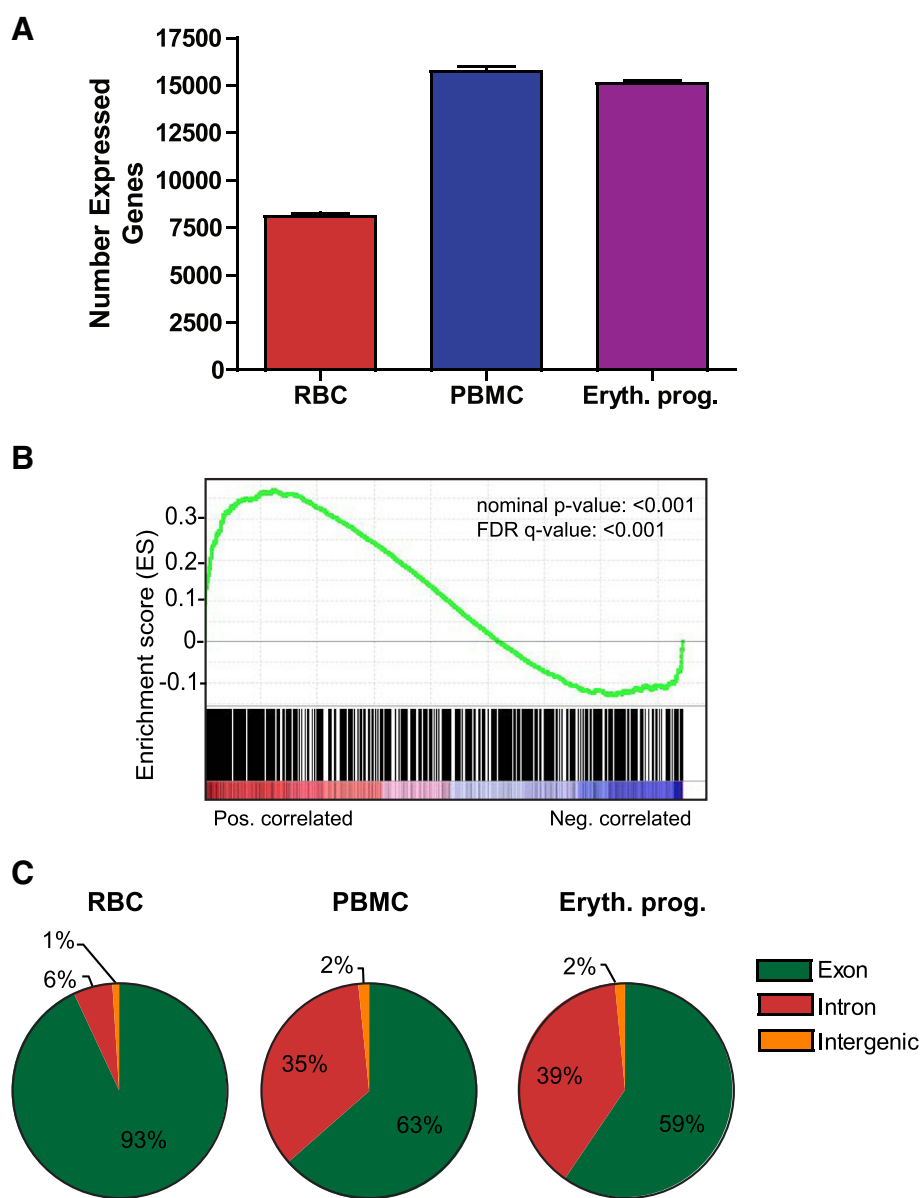 A
17500
15000
12500
10000
7500
5000
2500
0
Number Expressed
Genes
RBC PBMC Eryth. prog.
B
Enrichment score (ES)
0.3
0.2
0.1
0
-0.1
nominal p-value: <0.001
FDR q-value: <0.001
Pos. correlated Neg. correlated
C
RBC PBMC Eryth. prog.
1%
6%
93%
2%
35%
63%
2%
39%
59%
Exon
Intron
Intergenic